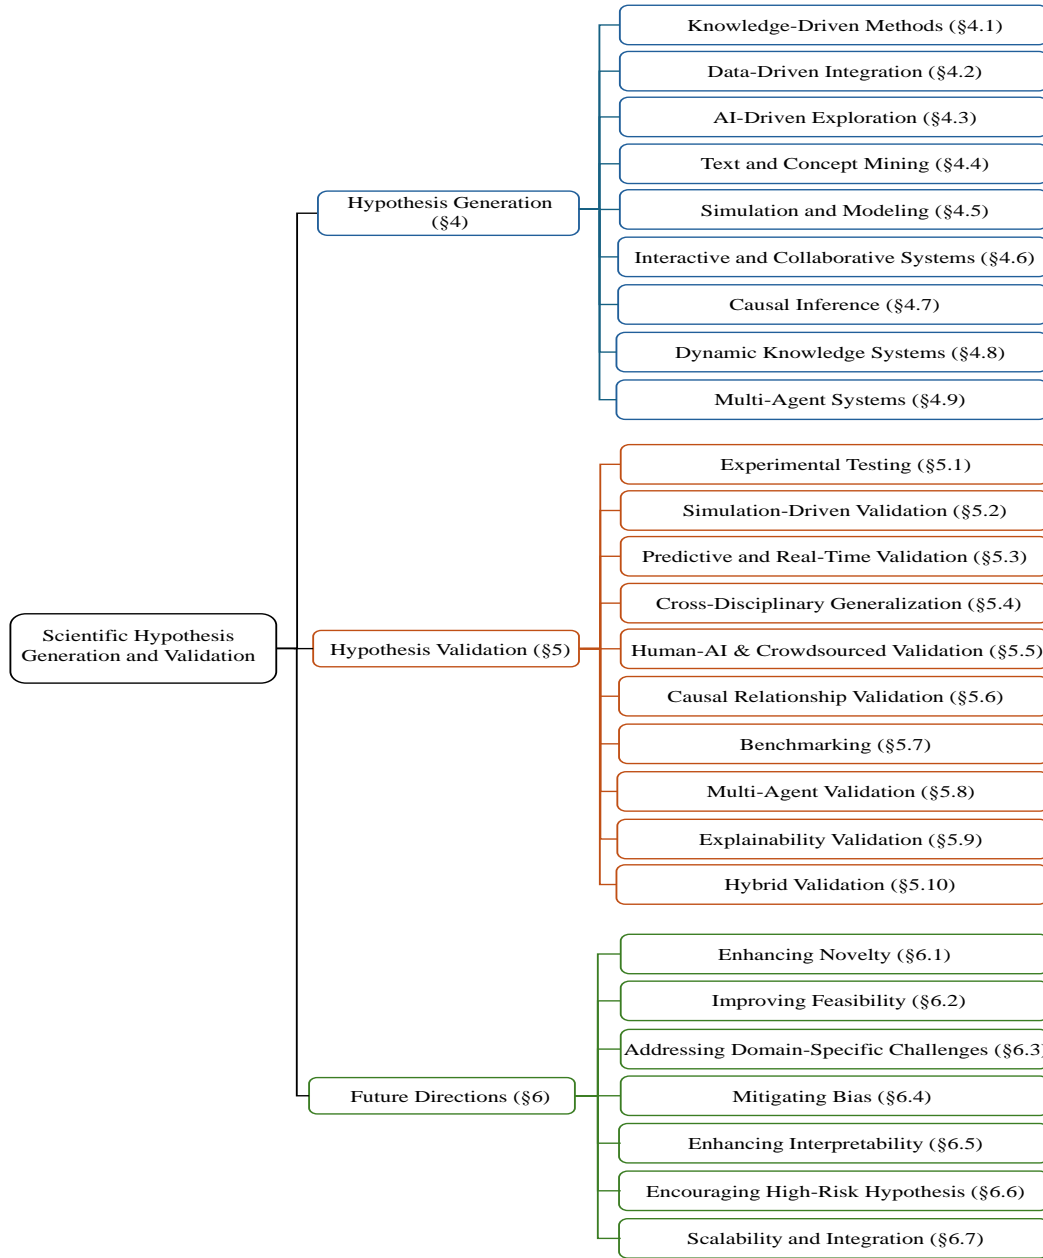 Scientific Hypothesis
Generation and Validation
Hypothesis Generation
(§4)
Knowledge-Driven Methods (§4.1)
Data-Driven Integration (§4.2)
AI-Driven Exploration (§4.3)
Text and Concept Mining (§4.4)
Simulation and Modeling (§4.5)
Interactive and Collaborative Systems (§4.6)
Causal Inference (§4.7)
Dynamic Knowledge Systems (§4.8)
Multi-Agent Systems (§4.9)
Hypothesis Validation (§5)
Experimental Testing (§5.1)
Simulation-Driven Validation (§5.2)
Predictive and Real-Time Validation (§5.3)
Cross-Disciplinary Generalization (§5.4)
Human-AI & Crowdsourced Validation (§5.5)
Causal Relationship Validation (§5.6)
Benchmarking (§5.7)
Multi-Agent Validation (§5.8)
Explainability Validation (§5.9)
Hybrid Validation (§5.10)
Future Directions (§6)
Enhancing Novelty (§6.1)
Improving Feasibility (§6.2)
Addressing Domain-Specific Challenges (§6.3)
Mitigating Bias (§6.4)
Enhancing Interpretability (§6.5)
Encouraging High-Risk Hypothesis (§6.6)
Scalability and Integration (§6.7)